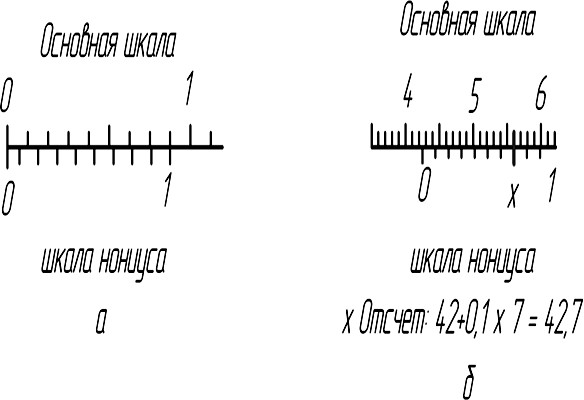 Основная шкала
0 1
0 1
шкала нониуса
а
Основная шкала
4 5 6
0 х 1
шкала нониуса
х Отсчет: 42+0,1 х 7 = 42,7
б